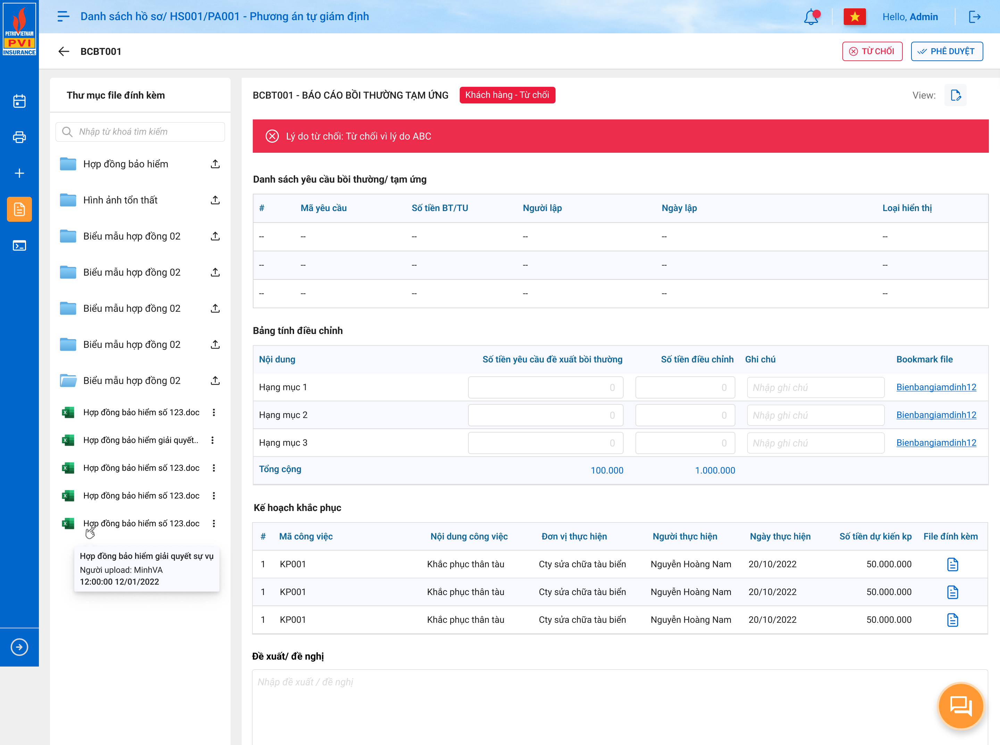 PETROVIETNAM
PVI
INSURANCE
Danh sách hồ sơ/ HS001/PA001 - Phương án tự giám định
Hello, Admin
BCBT001
TỪ CHỐI
PHÊ DUYỆT
Thư mục file đính kèm
Nhập từ khoá tìm kiếm
Hợp đồng bảo hiểm
Hình ảnh tổn thất
Biểu mẫu hợp đồng 02
Biểu mẫu hợp đồng 02
Biểu mẫu hợp đồng 02
Biểu mẫu hợp đồng 02
Biểu mẫu hợp đồng 02
Hợp đồng bảo hiểm số 123.doc
Hợp đồng bảo hiểm giải quyết..
Hợp đồng bảo hiểm số 123.doc
Hợp đồng bảo hiểm số 123.doc
Hợp đồng bảo hiểm số 123.doc
Hợp đồng bảo hiểm giải quyết sự vụ
Người upload: MinhVA
12:00:00 12/01/2022
BCBT001 - BÁO CÁO BỒI THƯỜNG TẠM ỨNG
Khách hàng - Từ chối
View:
Lý do từ chối: Từ chối vì lý do ABC
Danh sách yêu cầu bồi thường/ tạm ứng
# Mã yêu cầu Số tiền BT/TU Người lập Ngày lập Loại hiển thị
-- -- -- -- -- --
-- -- -- -- -- --
-- -- -- -- -- --
Bảng tính điều chỉnh
Nội dung Số tiền yêu cầu đề xuất bồi thường Số tiền điều chỉnh Ghi chú Bookmark file
Hạng mục 1 0 0 Nhập ghi chú Bienbangiamdinh12
Hạng mục 2 0 0 Nhập ghi chú Bienbangiamdinh12
Hạng mục 3 0 0 Nhập ghi chú Bienbangiamdinh12
Tổng cộng 100.000 1.000.000
Kế hoạch khắc phục
# Mã công việc Nội dung công việc Đơn vị thực hiện Người thực hiện Ngày thực hiện Số tiền dự kiến kp File đính kèm
1 KP001 Khắc phục thân tàu Cty sửa chữa tàu biển Nguyễn Hoàng Nam 20/10/2022 50.000.000
1 KP001 Khắc phục thân tàu Cty sửa chữa tàu biển Nguyễn Hoàng Nam 20/10/2022 50.000.000
1 KP001 Khắc phục thân tàu Cty sửa chữa tàu biển Nguyễn Hoàng Nam 20/10/2022 50.000.000
Đề xuất/ đề nghị
Nhập đề xuất / đề nghị